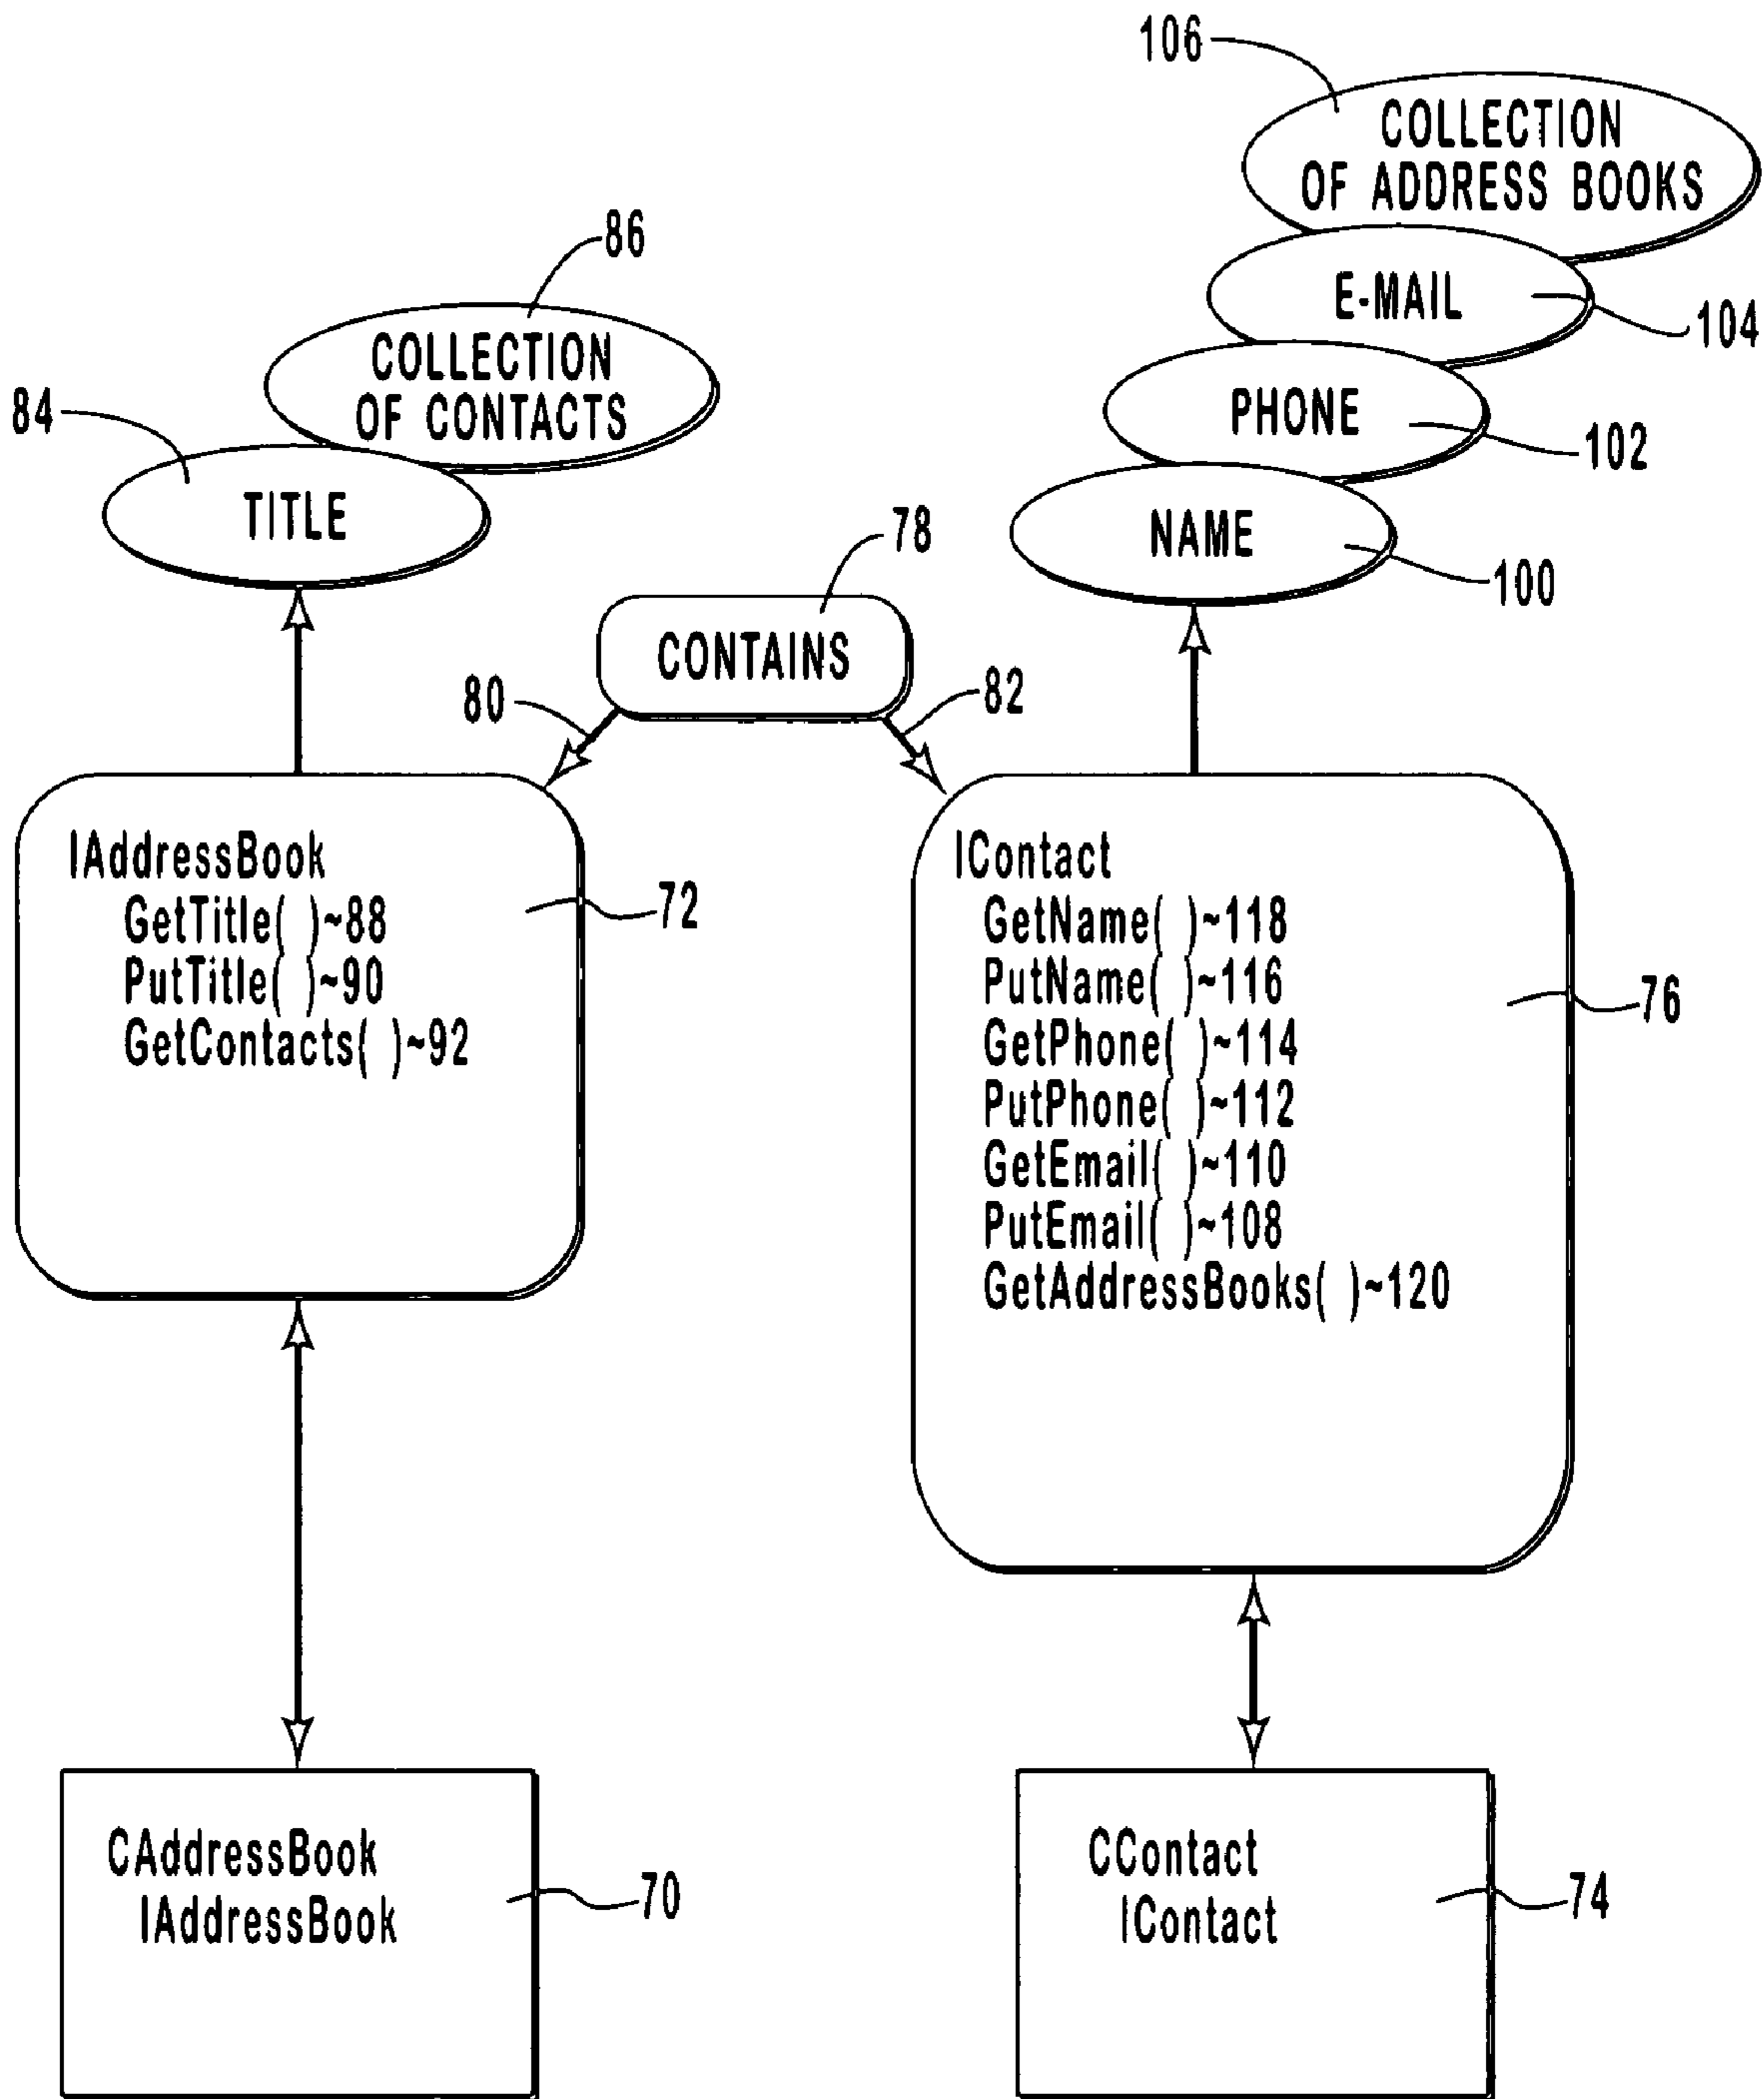 106
COLLECTION
OF ADDRESS BOOKS
E-MAIL
104
PHONE
102
NAME
100
86
COLLECTION
OF CONTACTS
84
TITLE
78
CONTAINS
80
82
IAddressBook
GetTitle( )~88
PutTitle( )~90
GetContacts( )~92
72
IContact
GetName( )~118
PutName( )~116
GetPhone( )~114
PutPhone( )~112
GetEmail( )~110
PutEmail( )~108
GetAddressBooks( )~120
76
CAddressBook
IAddressBook
70
CContact
IContact
74